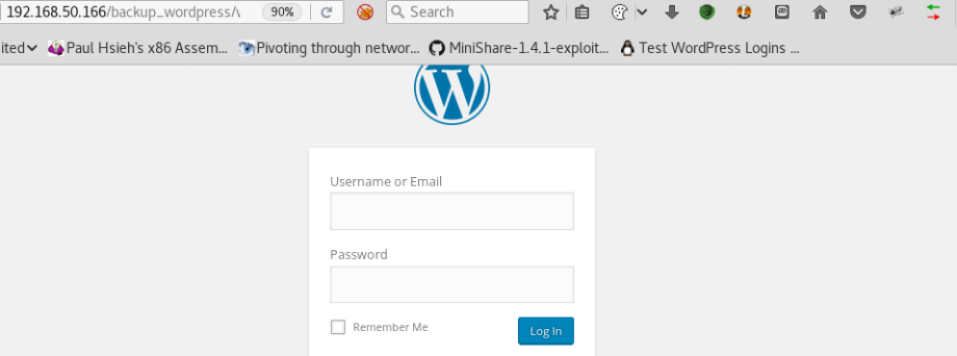 192.168.50.166/backup_wordpress/\ 90% Search
ited Paul Hsieh's x86 Assem... Pivoting through networ... MiniShare-1.4.1-exploit... Test WordPress Logins ...
Username or Email
Password
Remember Me Log In